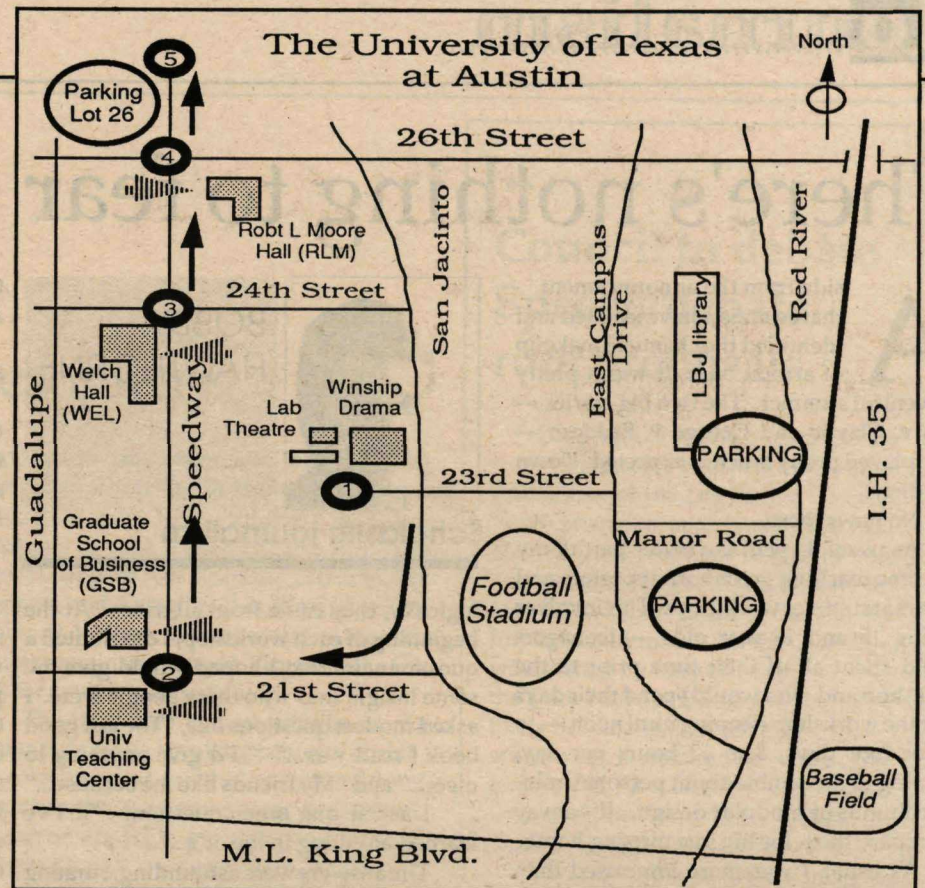 The University of Texas
at Austin
North
5
Parking
Lot 26
4
26th Street
Robt L Moore
Hall (RLM)
San Jacinto
East Campus
Drive
LBJ library
Red River
I.H. 35
24th Street
3
Welch
Hall
(WEL)
Speedway
Guadalupe
Lab
Theatre
Winship
Drama
1
23rd Street
PARKING
Manor Road
PARKING
Football
Stadium
Graduate
School
of Business
(GSB)
2
21st Street
Univ
Teaching
Center
Baseball
Field
M.L. King Blvd.